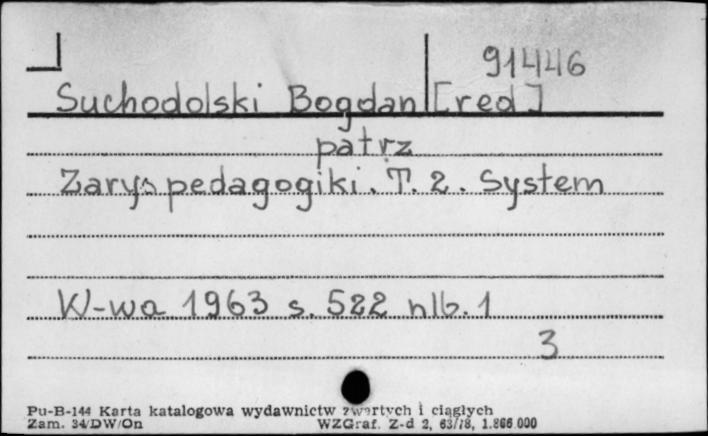 91446
Suchodolski Bogdan [red]
patrz
Zarys pedagogiki. T. 2. System
W-wa 1963 s. 522 nlb. 1
3
Pu-B-144 Karta katalogowa wydawnictw zwartych i ciągłych
Zam. 34/DW/On WZGraf. Z-d 2, 63/78, 1.866.000